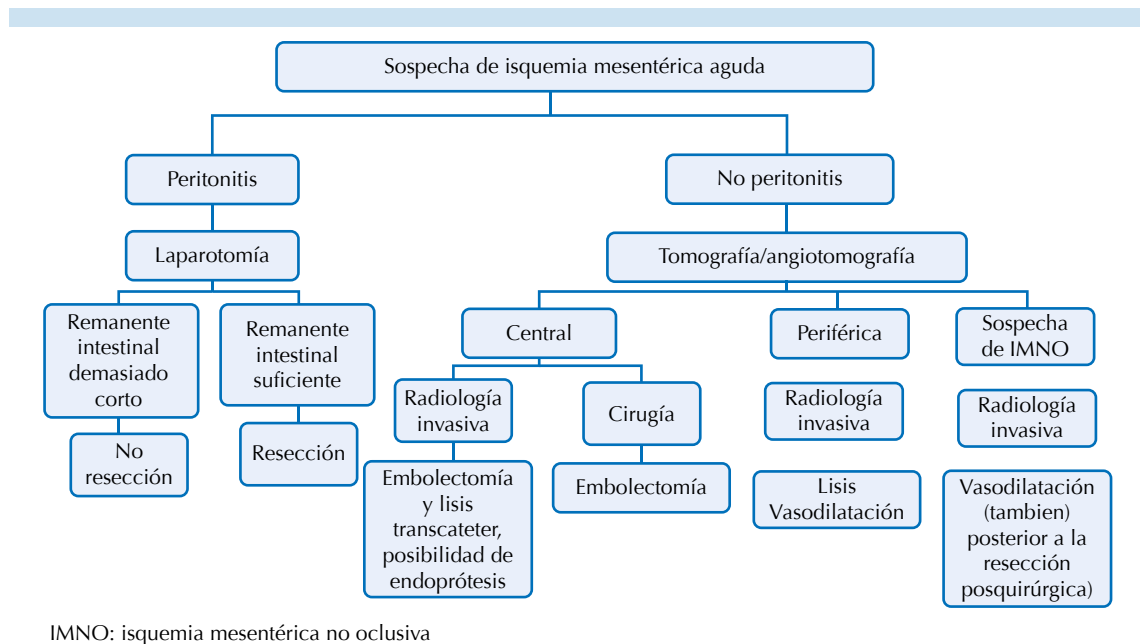 Sospecha de isquemia mesentérica aguda
Peritonitis
No peritonitis
Laparotomía
Tomografía/angiotomografía
Remanente
intestinal
demasiado
corto
Remanente
intestinal
suficiente
Central
Periférica
Sospecha
de IMNO
No
resección
Resección
Radiología
invasiva
Cirugía
Radiología
invasiva
Radiología
invasiva
Embolectomía
y lisis
transcateter,
posibilidad de
endoprótesis
Embolectomía
Lisis
Vasodilatación
Vasodilatación
(tambien)
posterior a la
resección
posquirúrgica)
IMNO: isquemia mesentérica no oclusiva